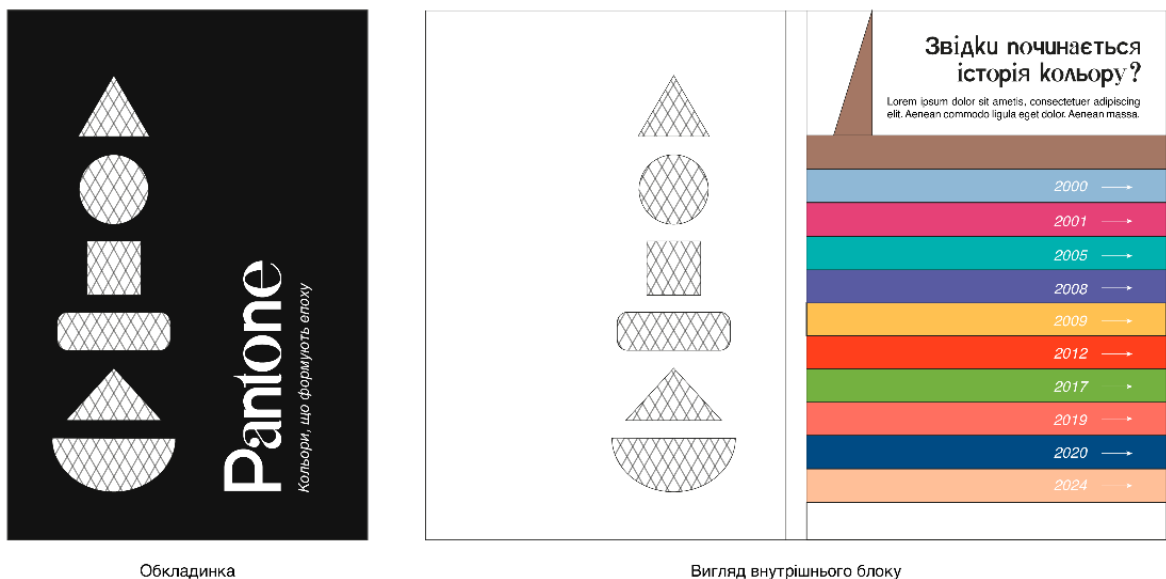 Pantone
Кольори, що формують епоху
Обкладинка
Звідки починається
історія кольору?
Lorem ipsum dolor sit ametis, consectetuer adipiscing
elit. Aenean commodo ligula eget dolor. Aenean massa.
2000
2001
2005
2008
2009
2012
2017
2019
2020
2024
Вигляд внутрішнього блоку